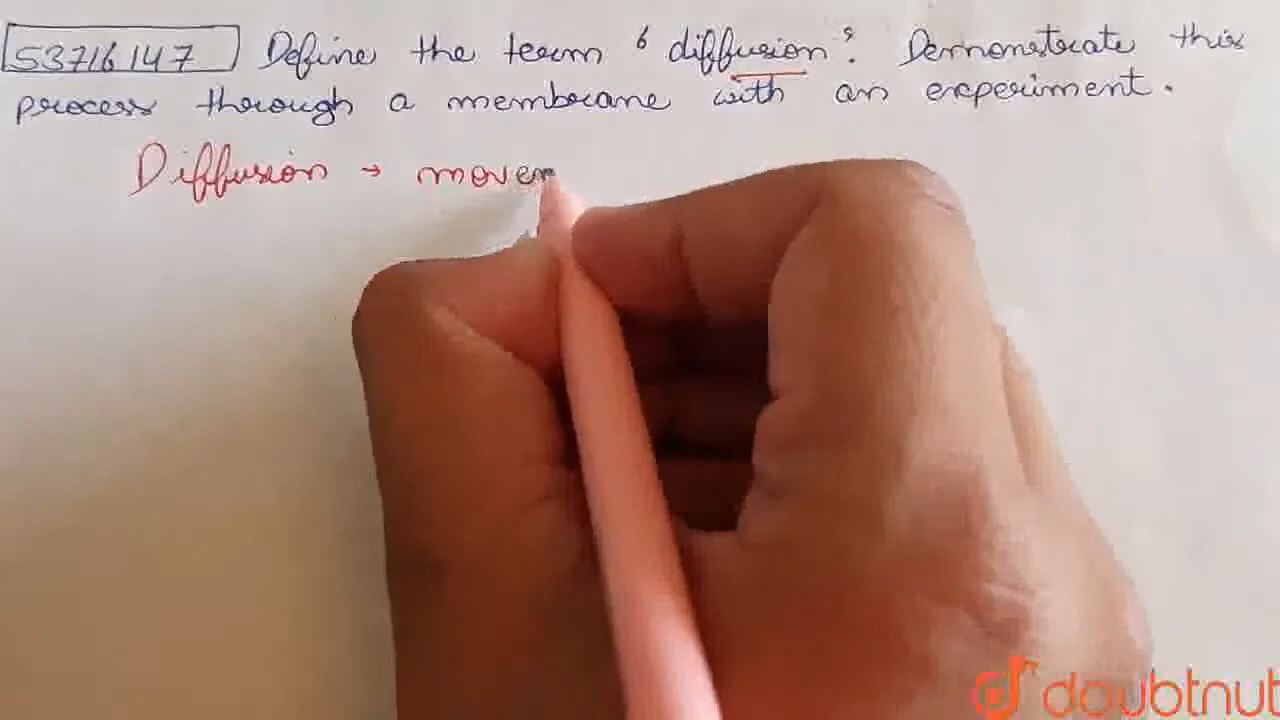 53716147 Define the term 'diffusion'. Demonstrate this
process through a membrane with an experiment.
Diffusion → movem
doubtnut